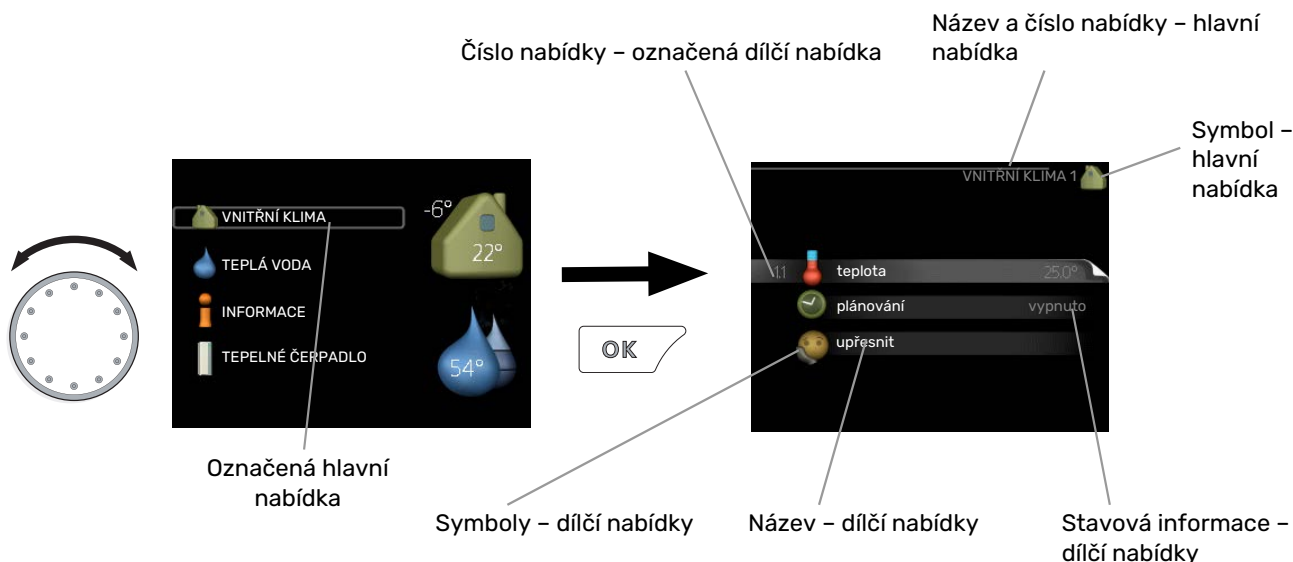 Název a číslo nabídky – hlavní
nabídka
Číslo nabídky – označená dílčí nabídka
Symbol –
hlavní
nabídka
VNITŘNÍ KLIMA
-6°
22°
TEPLÁ VODA
INFORMACE
TEPELNÉ ČERPADLO
54°
OK
VNITŘNÍ KLIMA 1
1.1
teplota
25.0°
plánování
vypnuto
upřesnit
Označená hlavní
nabídka
Symboly – dílčí nabídky
Název – dílčí nabídky
Stavová informace –
dílčí nabídky